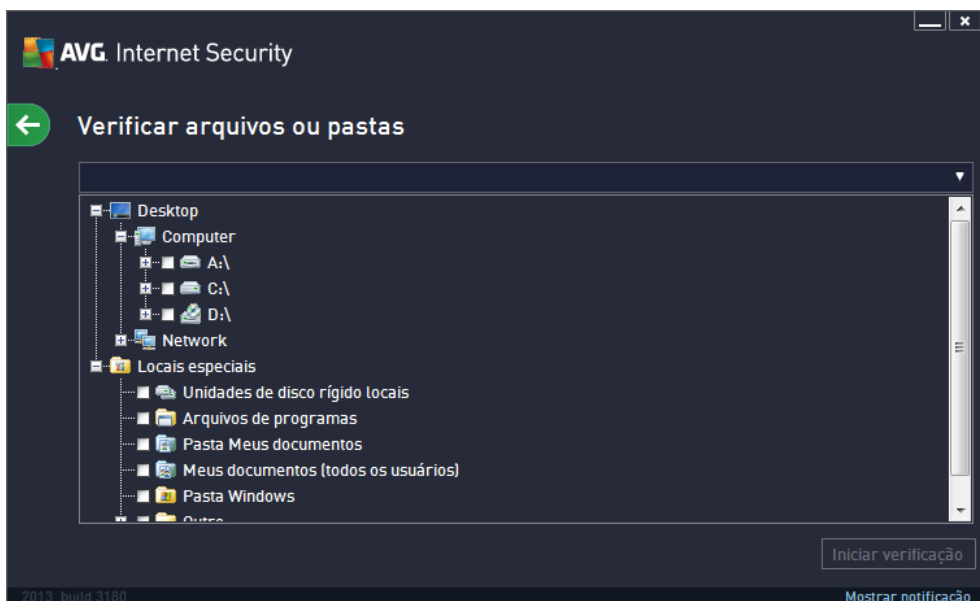 AVG. Internet Security
Verificar arquivos ou pastas
Desktop
Computer
A:\
C:\
D:\
Network
Locais especiais
Unidades de disco rígido locais
Arquivos de programas
Pasta Meus documentos
Meus documentos (todos os usuários)
Pasta Windows
Outro
Iniciar verificação
2013 build 3180
Mostrar notificação